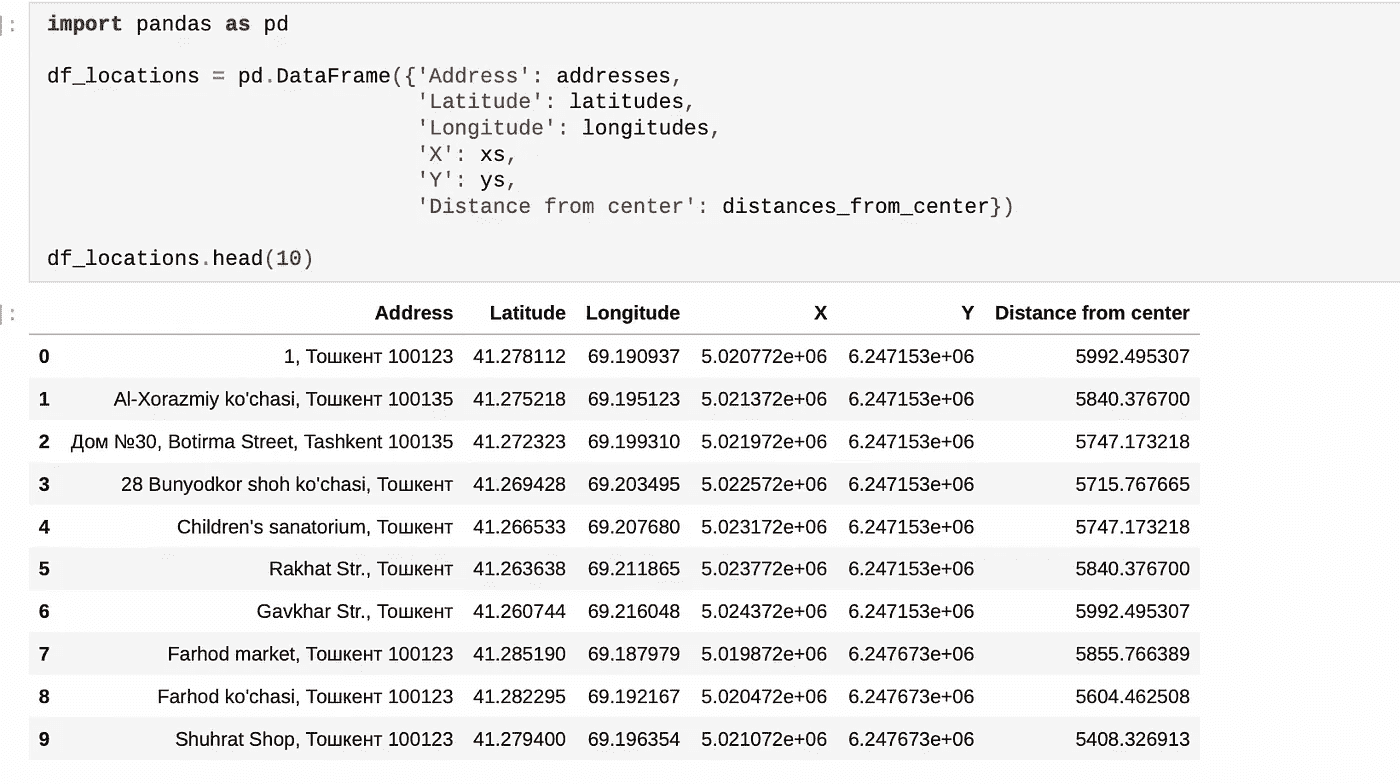 ]:
import pandas as pd
df_locations = pd.DataFrame({'Address': addresses,
'Latitude': latitudes,
'Longitude': longitudes,
'X': xs,
'Y': ys,
'Distance from center': distances_from_center})
df_locations.head(10)
]:
Address Latitude Longitude X Y Distance from center
0 1, Тошкент 100123 41.278112 69.190937 5.020772e+06 6.247153e+06 5992.495307
1 Al-Xorazmiy ko'chasi, Тошкент 100135 41.275218 69.195123 5.021372e+06 6.247153e+06 5840.376700
2 Дом №30, Botirma Street, Tashkent 100135 41.272323 69.199310 5.021972e+06 6.247153e+06 5747.173218
3 28 Bunyodkor shoh ko'chasi, Тошкент 41.269428 69.203495 5.022572e+06 6.247153e+06 5715.767665
4 Children's sanatorium, Тошкент 41.266533 69.207680 5.023172e+06 6.247153e+06 5747.173218
5 Rakhat Str., Тошкент 41.263638 69.211865 5.023772e+06 6.247153e+06 5840.376700
6 Gavkhar Str., Тошкент 41.260744 69.216048 5.024372e+06 6.247153e+06 5992.495307
7 Farhod market, Тошкент 100123 41.285190 69.187979 5.019872e+06 6.247673e+06 5855.766389
8 Farhod ko'chasi, Тошкент 100123 41.282295 69.192167 5.020472e+06 6.247673e+06 5604.462508
9 Shuhrat Shop, Тошкент 100123 41.279400 69.196354 5.021072e+06 6.247673e+06 5408.326913